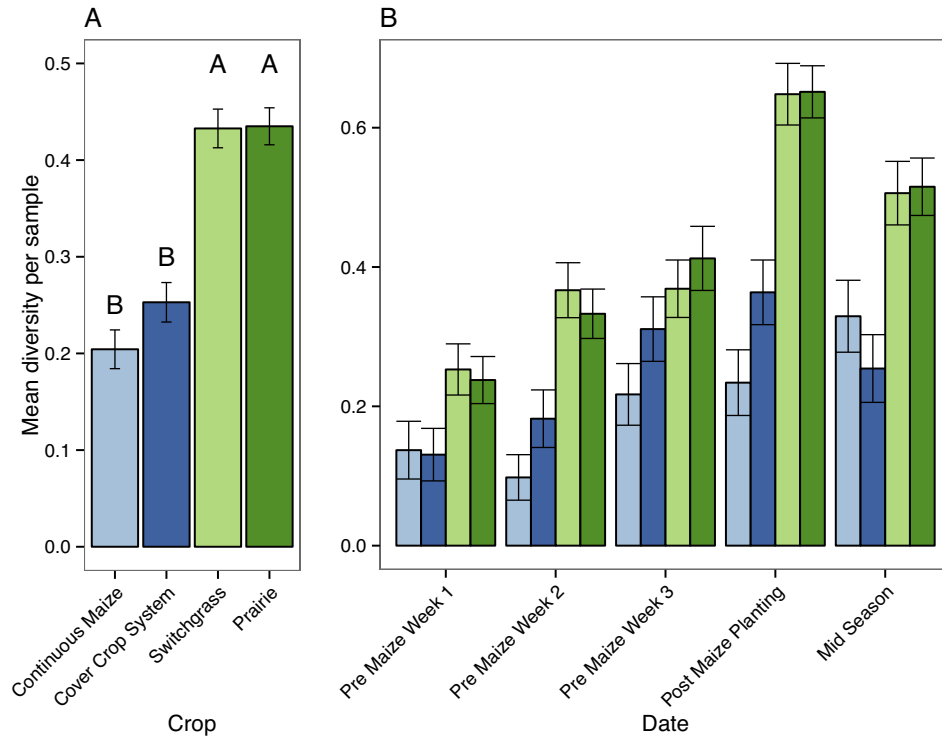 A
Mean diversity per sample
0.5
0.4
0.3
0.2
0.1
0.0
B
B
A
A
Continuous Maize
Cover Crop System
Switchgrass
Prairie
Crop
B
0.6
0.4
0.2
0.0
Pre Maize Week 1
Pre Maize Week 2
Pre Maize Week 3
Post Maize Planting
Mid Season
Date